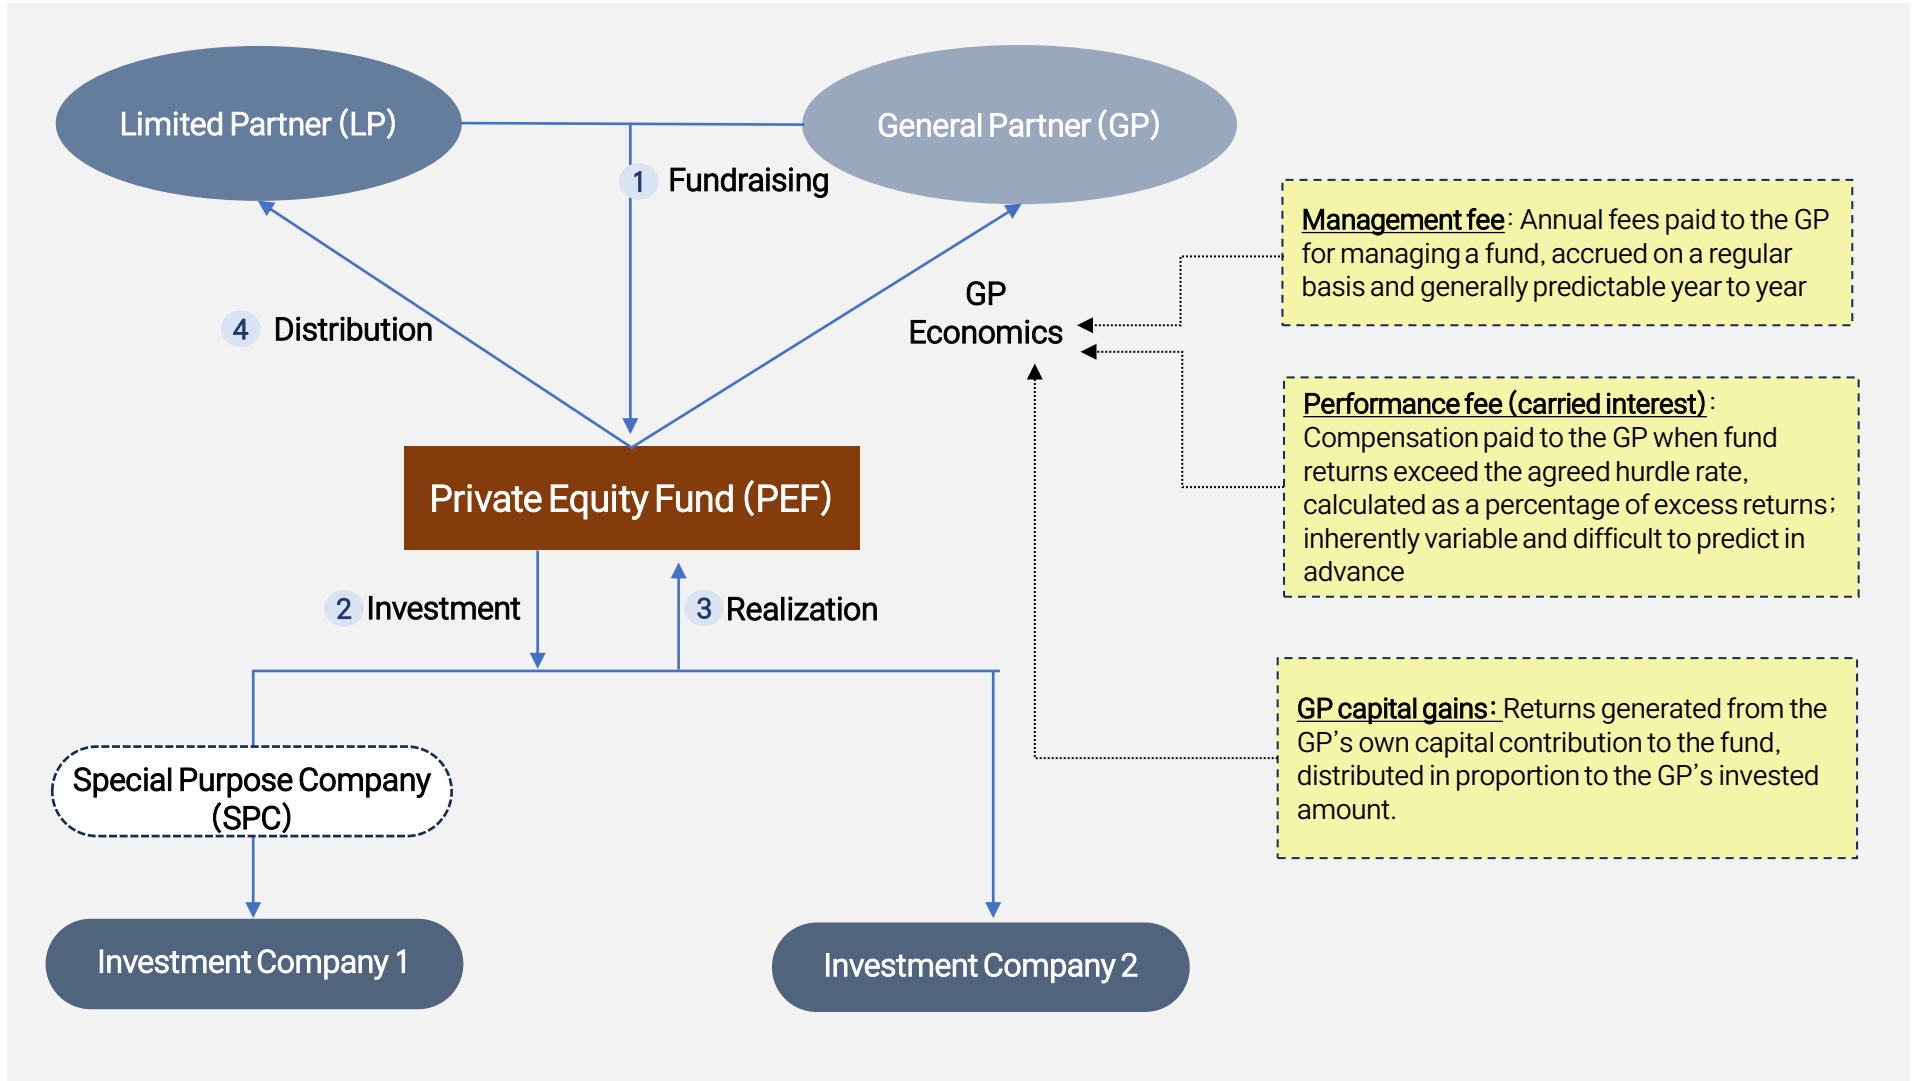 Limited Partner (LP)
General Partner (GP)
1 Fundraising
4 Distribution
GP
Economics
Management fee: Annual fees paid to the GP
for managing a fund, accrued on a regular
basis and generally predictable year to year
Performance fee (carried interest):
Compensation paid to the GP when fund
returns exceed the agreed hurdle rate,
calculated as a percentage of excess returns;
inherently variable and difficult to predict in
advance
Private Equity Fund (PEF)
2 Investment
3 Realization
GP capital gains: Returns generated from the
GP's own capital contribution to the fund,
distributed in proportion to the GP's invested
amount.
Special Purpose Company
(SPC)
Investment Company 1
Investment Company 2